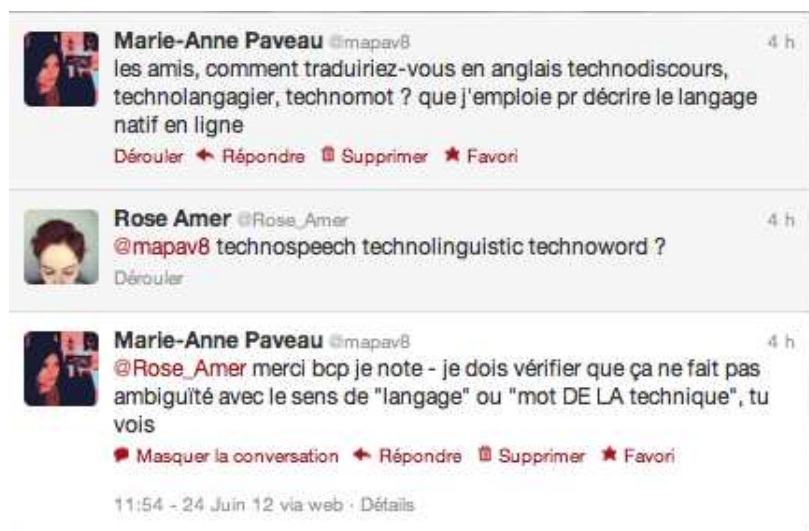 Marie-Anne Paveau @mapav8 4 h
les amis, comment traduiriez-vous en anglais technodiscours,
technolangagier, technomot ? que j'emploie pr décrire le langage
natif en ligne
Dérouler Répondre Supprimer Favori
Rose Amer @Rose_Amer 4 h
@mapav8 technospeech technolinguistic technoword ?
Dérouler
Marie-Anne Paveau @mapav8 4 h
@Rose_Amer merci bcp je note - je dois vérifier que ça ne fait pas
ambiguïté avec le sens de "langage" ou "mot DE LA technique", tu
vois
Masquer la conversation Répondre Supprimer Favori
11:54 - 24 Juin 12 via web · Détails